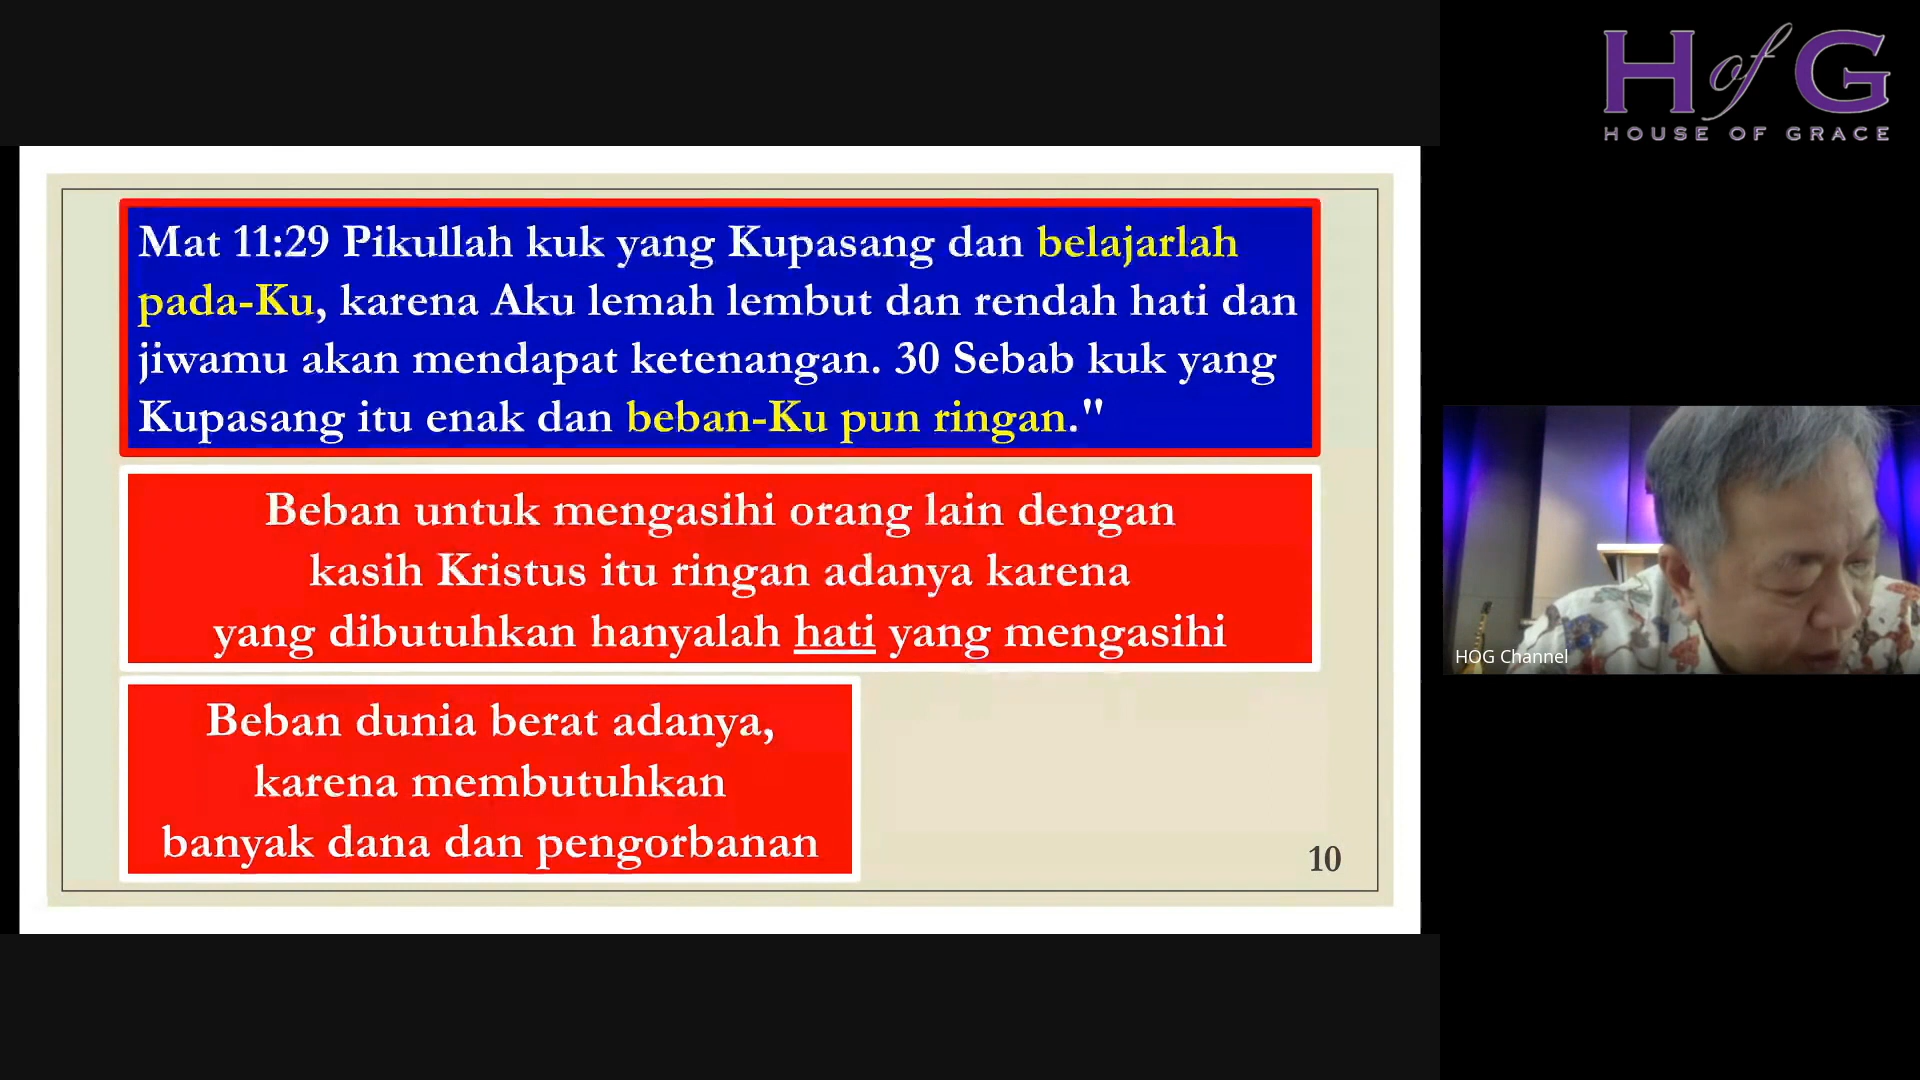 H of G
HOUSE OF GRACE
Mat 11:29 Pikullah kuk yang Kupasang dan belajarlah
pada-Ku, karena Aku lemah lembut dan rendah hati dan
jiwamu akan mendapat ketenangan. 30 Sebab kuk yang
Kupasang itu enak dan beban-Ku pun ringan."
Beban untuk mengasihi orang lain dengan
kasih Kristus itu ringan adanya karena
yang dibutuhkan hanyalah hati yang mengasihi
Beban dunia berat adanya,
karena membutuhkan
banyak dana dan pengorbanan
10
HOG Channel